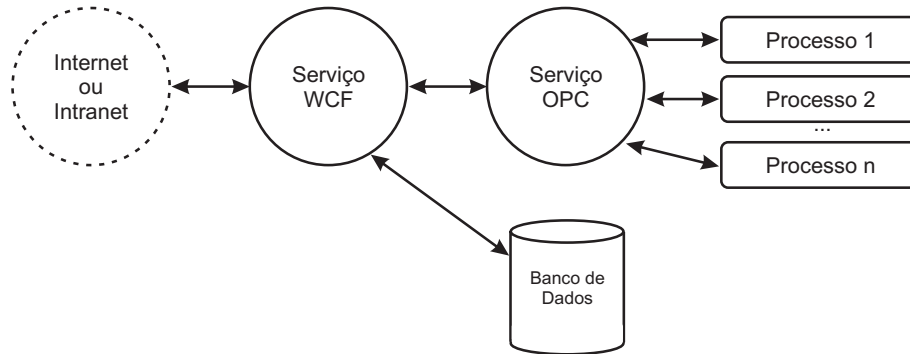 Internet
ou
Intranet
Serviço
WCF
Serviço
OPC
Processo 1
Processo 2
...
Processo n
Banco de
Dados